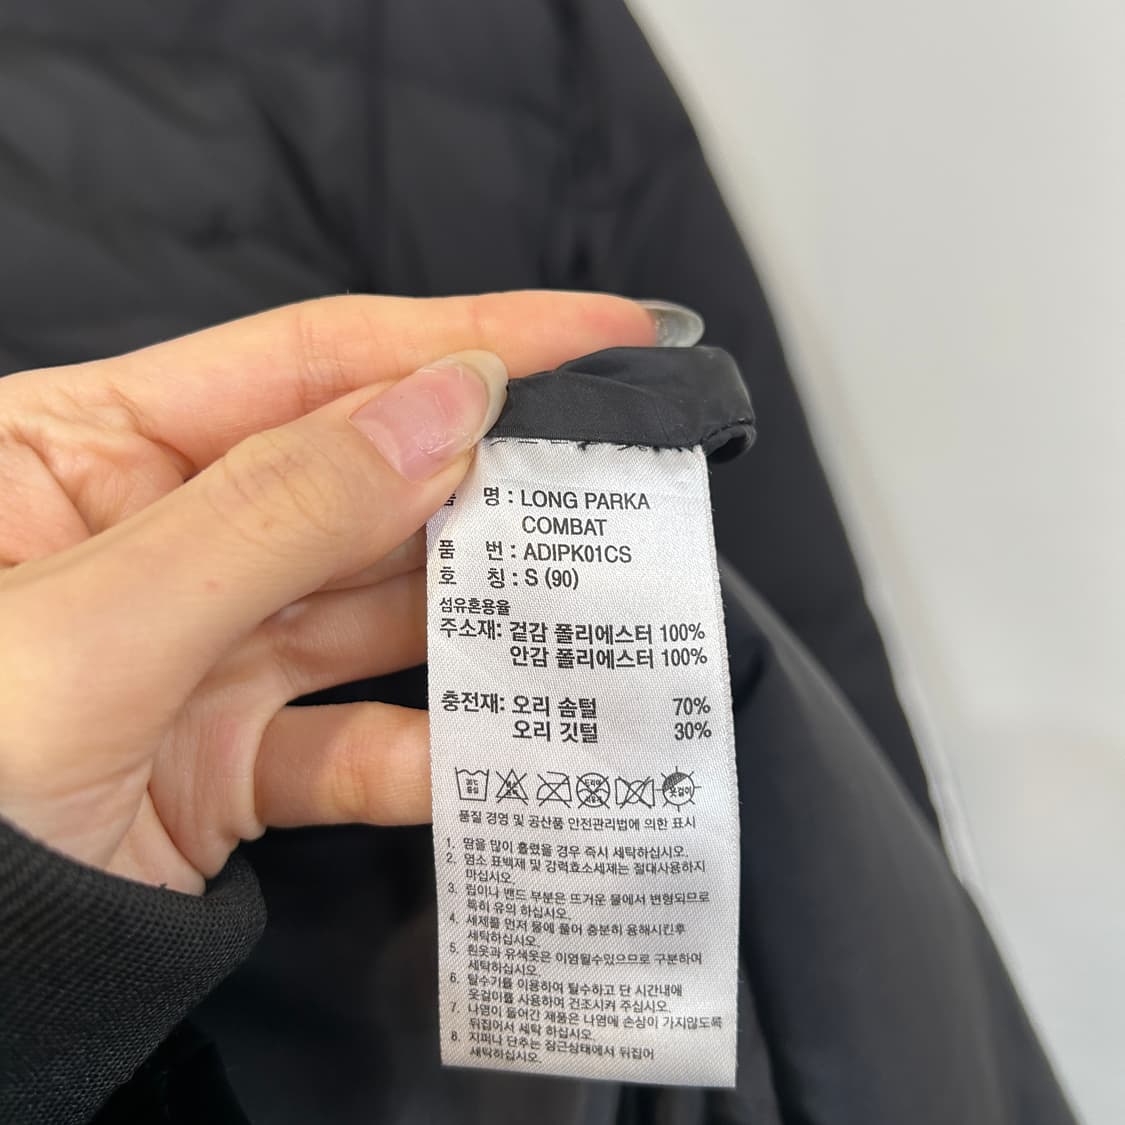 품 명 : LONG PARKA
COMBAT
품 번 : ADIPK01CS
호 칭 : S (90)
섬유혼용율
주소재: 겉감 폴리에스터 100%
안감 폴리에스터 100%
충전재: 오리 솜털 70%
오리 깃털 30%
30℃ 중성
옷걸이
품질 경영 및 공산품 안전관리법에 의한 표시
1. 땀을 많이 흘렸을 경우 즉시 세탁하십시오.
2. 염소 표백제 및 강력효소세제는 절대사용하지
마십시오.
3. 립이나 밴드 부분은 뜨거운 물에서 변형되므로
특히 유의 하십시오.
4. 세제를 먼저 물에 풀어 충분히 용해시킨후
세탁하십시오.
5. 흰옷과 유색옷은 이염될수있으므로 구분하여
세탁하십시오.
6. 탈수기를 이용하여 탈수하고 단 시간내에
옷걸이를 사용하여 건조시켜 주십시오.
7. 나염이 들어간 제품은 나염에 손상이 가지않도록
뒤집어서 세탁 하십시오.
8. 지퍼나 단추는 잠근상태에서 뒤집어
세탁하십시오.